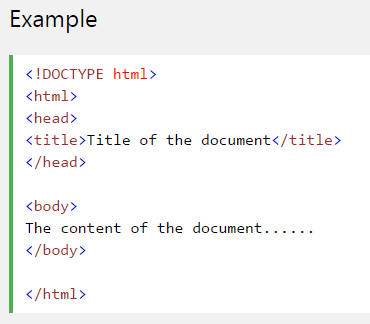 Example
<!DOCTYPE html>
<html>
<head>
<title>Title of the document</title>
</head>
<body>
The content of the document......
</body>
</html>